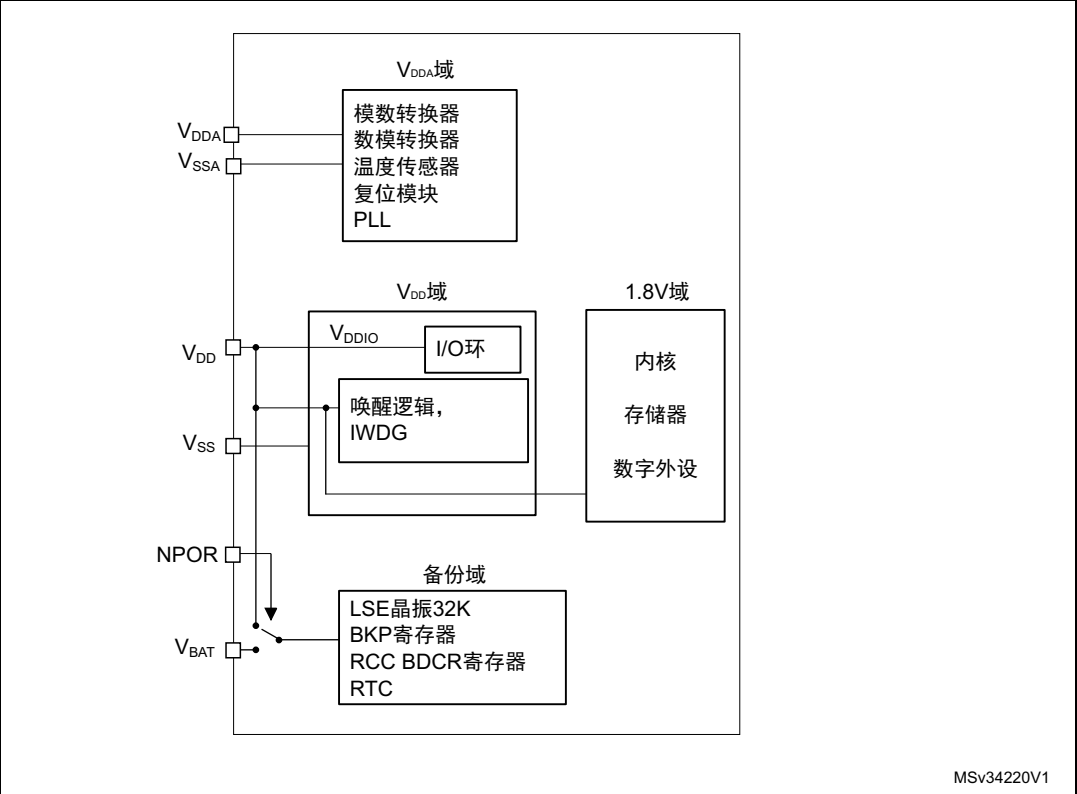 VDDA域
模数转换器
数模转换器
温度传感器
复位模块
PLL
VDDA
VSSA
VDD域
1.8V域
VDDIO
I/O环
VDD
唤醒逻辑，
IWDG
VSS
内核
存储器
数字外设
NPOR
备份域
LSE晶振32K
BKP寄存器
RCC BDCR寄存器
RTC
VBAT
MSv34220V1